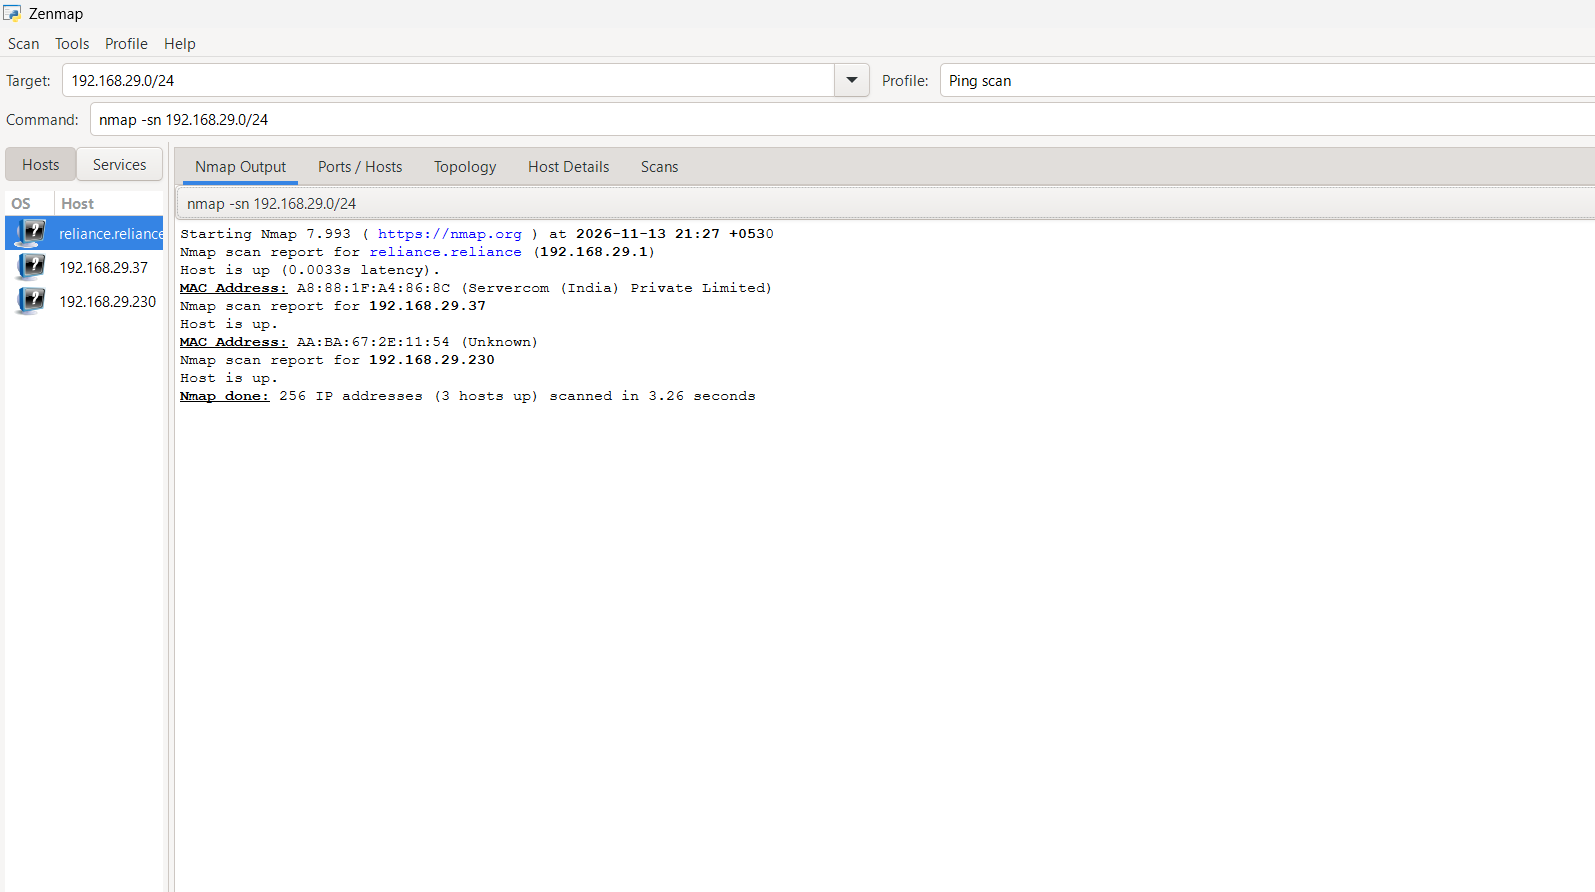 Zenmap
Scan Tools Profile Help
Target: 192.168.29.0/24 Profile: Ping scan
Command: nmap -sn 192.168.29.0/24
Hosts Services
Nmap Output Ports / Hosts Topology Host Details Scans
OS Host
reliance.reliance
192.168.29.37
192.168.29.230
nmap -sn 192.168.29.0/24
Starting Nmap 7.993 ( https://nmap.org ) at 2026-11-13 21:27 +0530
Nmap scan report for reliance.reliance (192.168.29.1)
Host is up (0.0033s latency).
MAC Address: A8:88:1F:A4:86:8C (Servercom (India) Private Limited)
Nmap scan report for 192.168.29.37
Host is up.
MAC Address: AA:BA:67:2E:11:54 (Unknown)
Nmap scan report for 192.168.29.230
Host is up.
Nmap done: 256 IP addresses (3 hosts up) scanned in 3.26 seconds